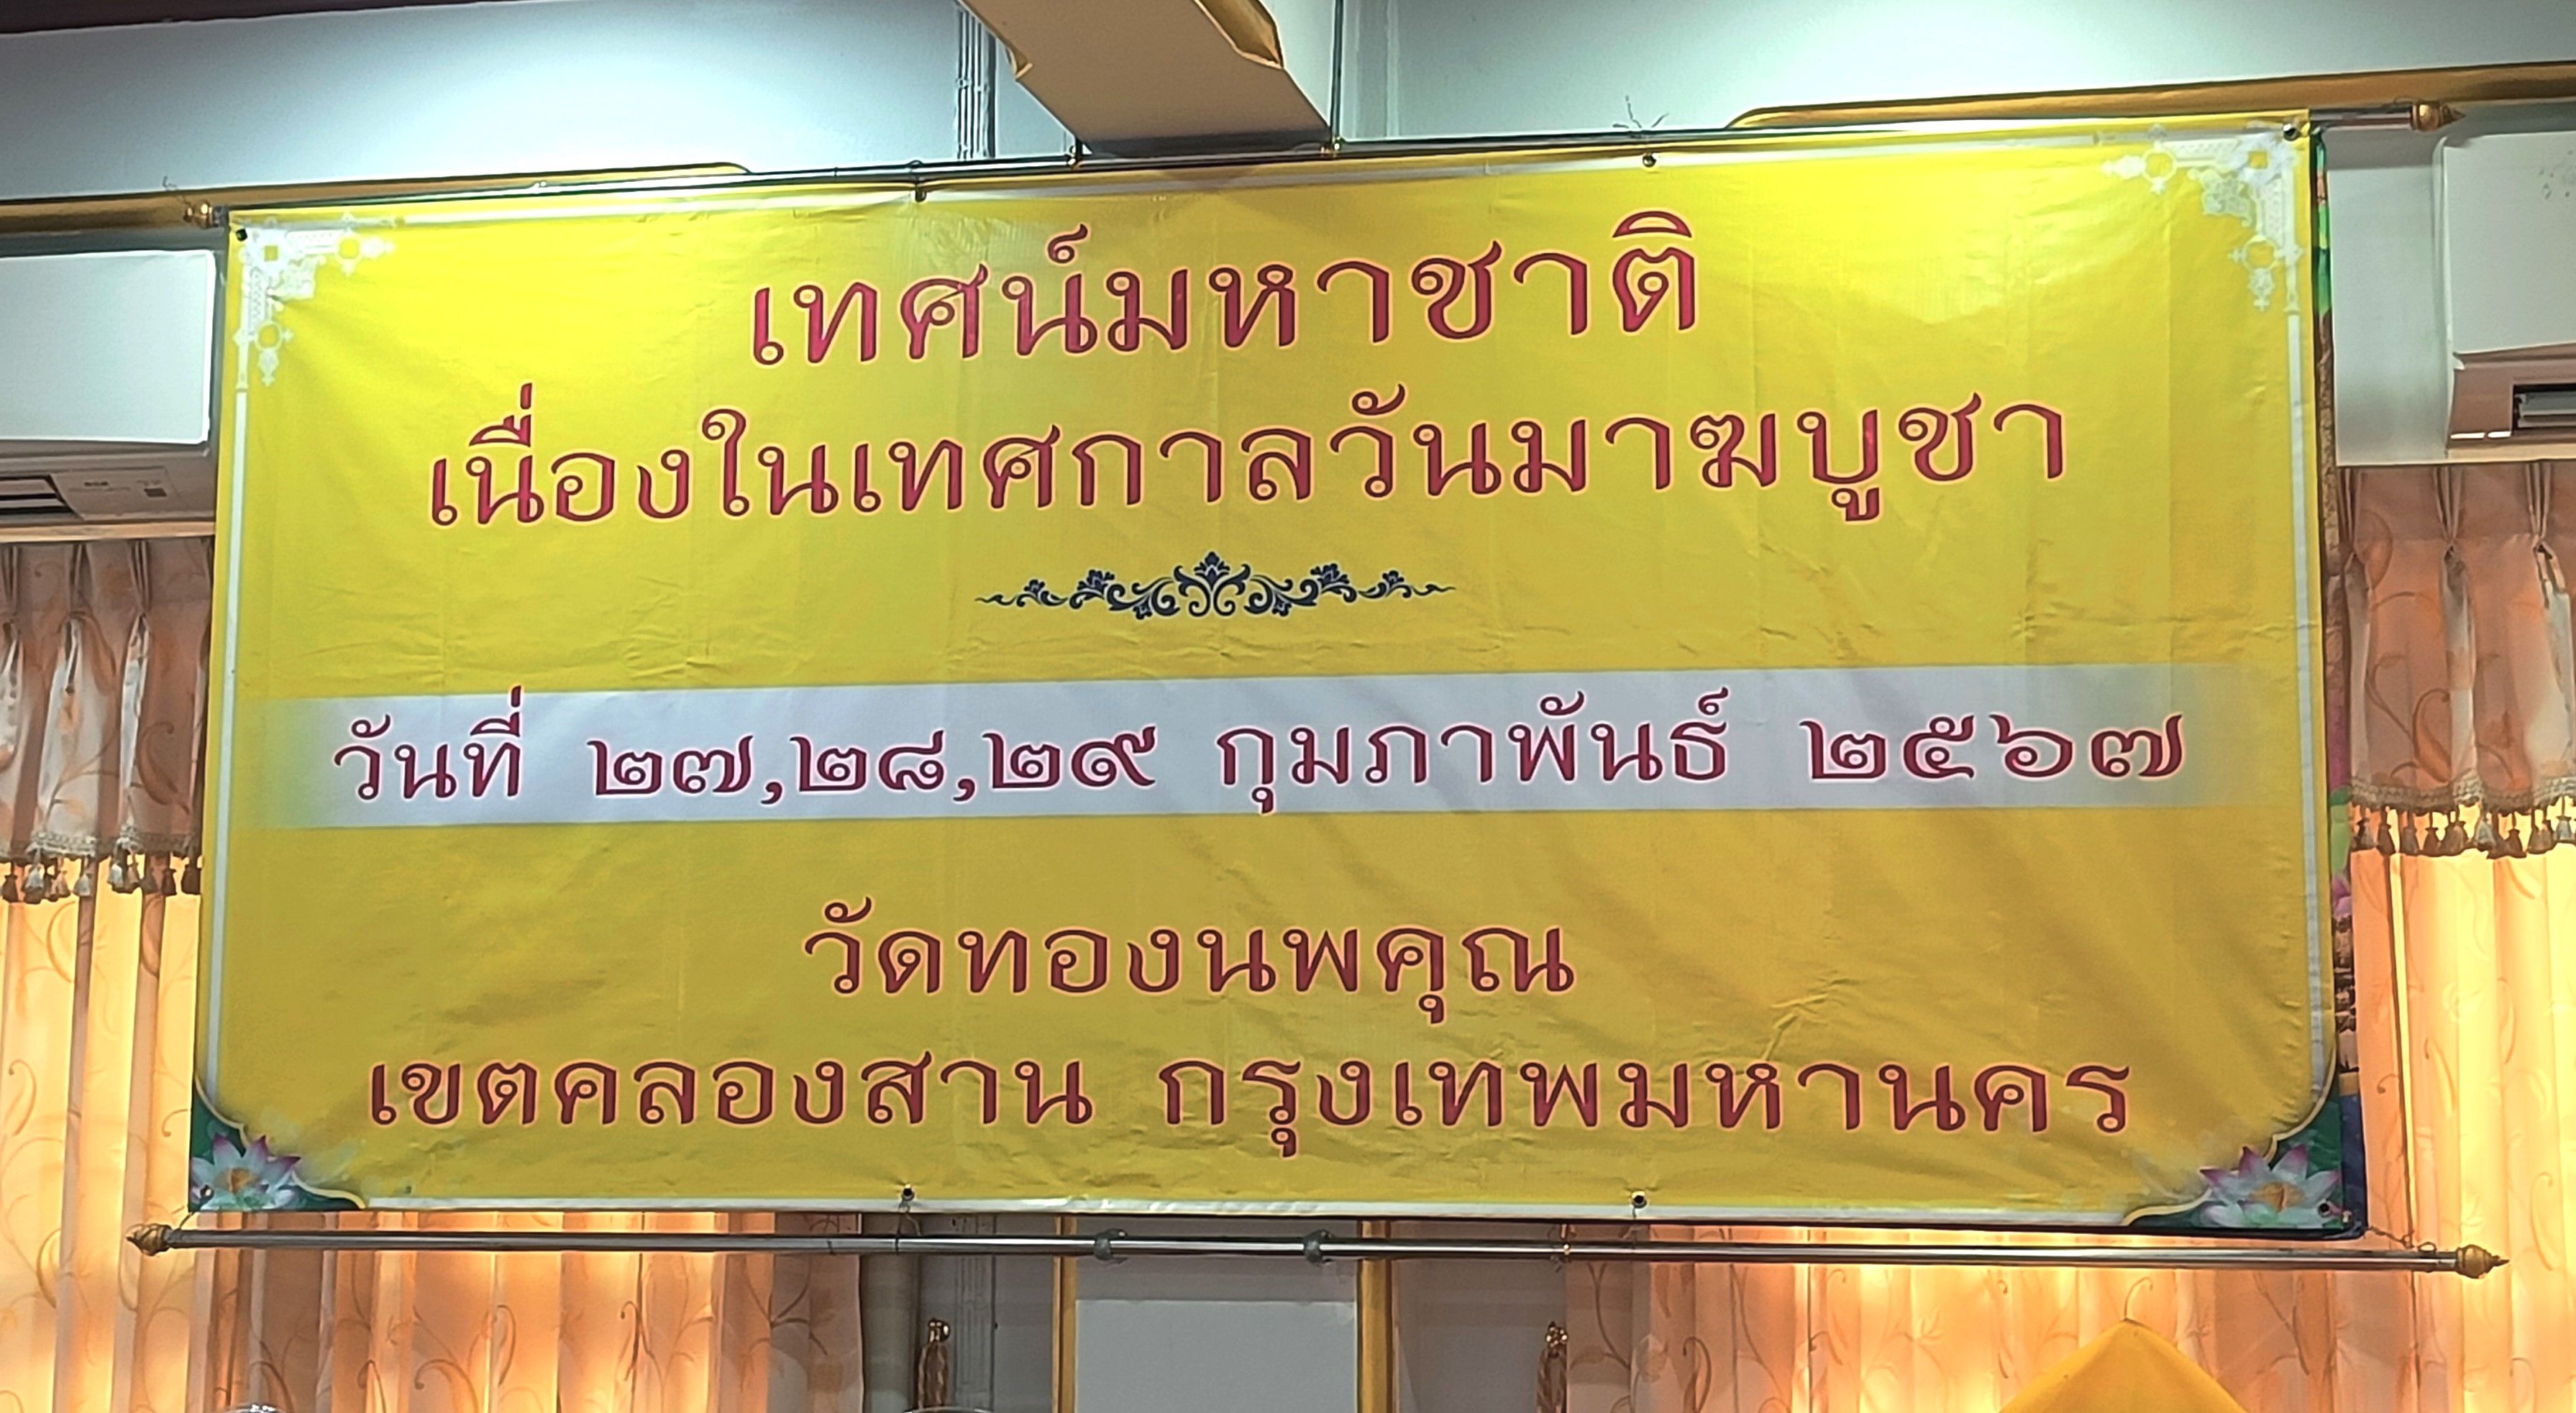 เทศน์มหาชาติ
เนื่องในเทศกาลวันมาฆบูชา
วันที่ ๒๗,๒๘,๒๙ กุมภาพันธ์ ๒๕๖๗
วัดทองนพคุณ
เขตคลองสาน กรุงเทพมหานคร